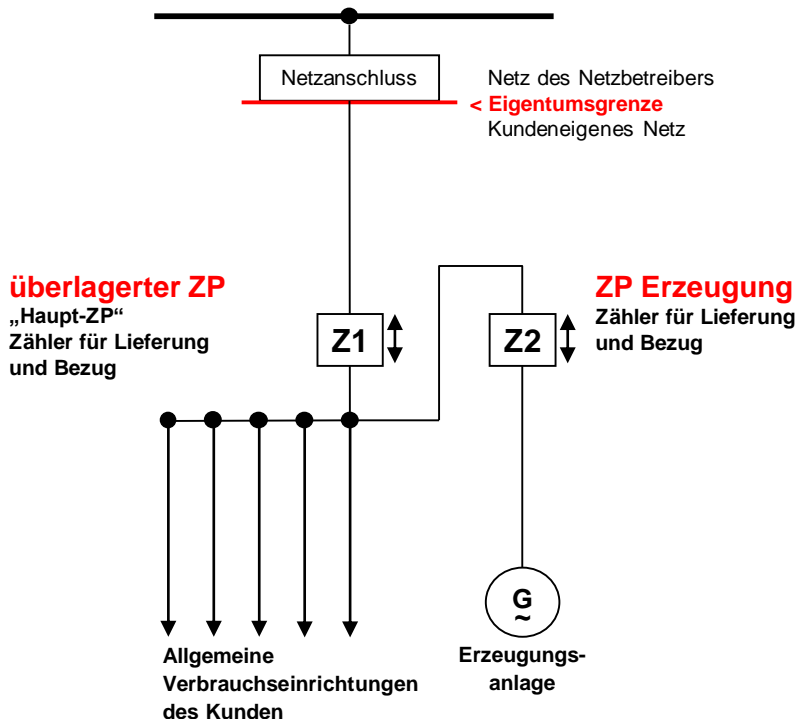 Netzanschluss
Netz des Netzbetreibers
< Eigentumsgrenze
Kundeneigenes Netz
überlagerter ZP
„Haupt-ZP“
Zähler für Lieferung
und Bezug
Z1
Z2
ZP Erzeugung
Zähler für Lieferung
und Bezug
G
~
Allgemeine
Verbrauchseinrichtungen
des Kunden
Erzeugungs-
anlage